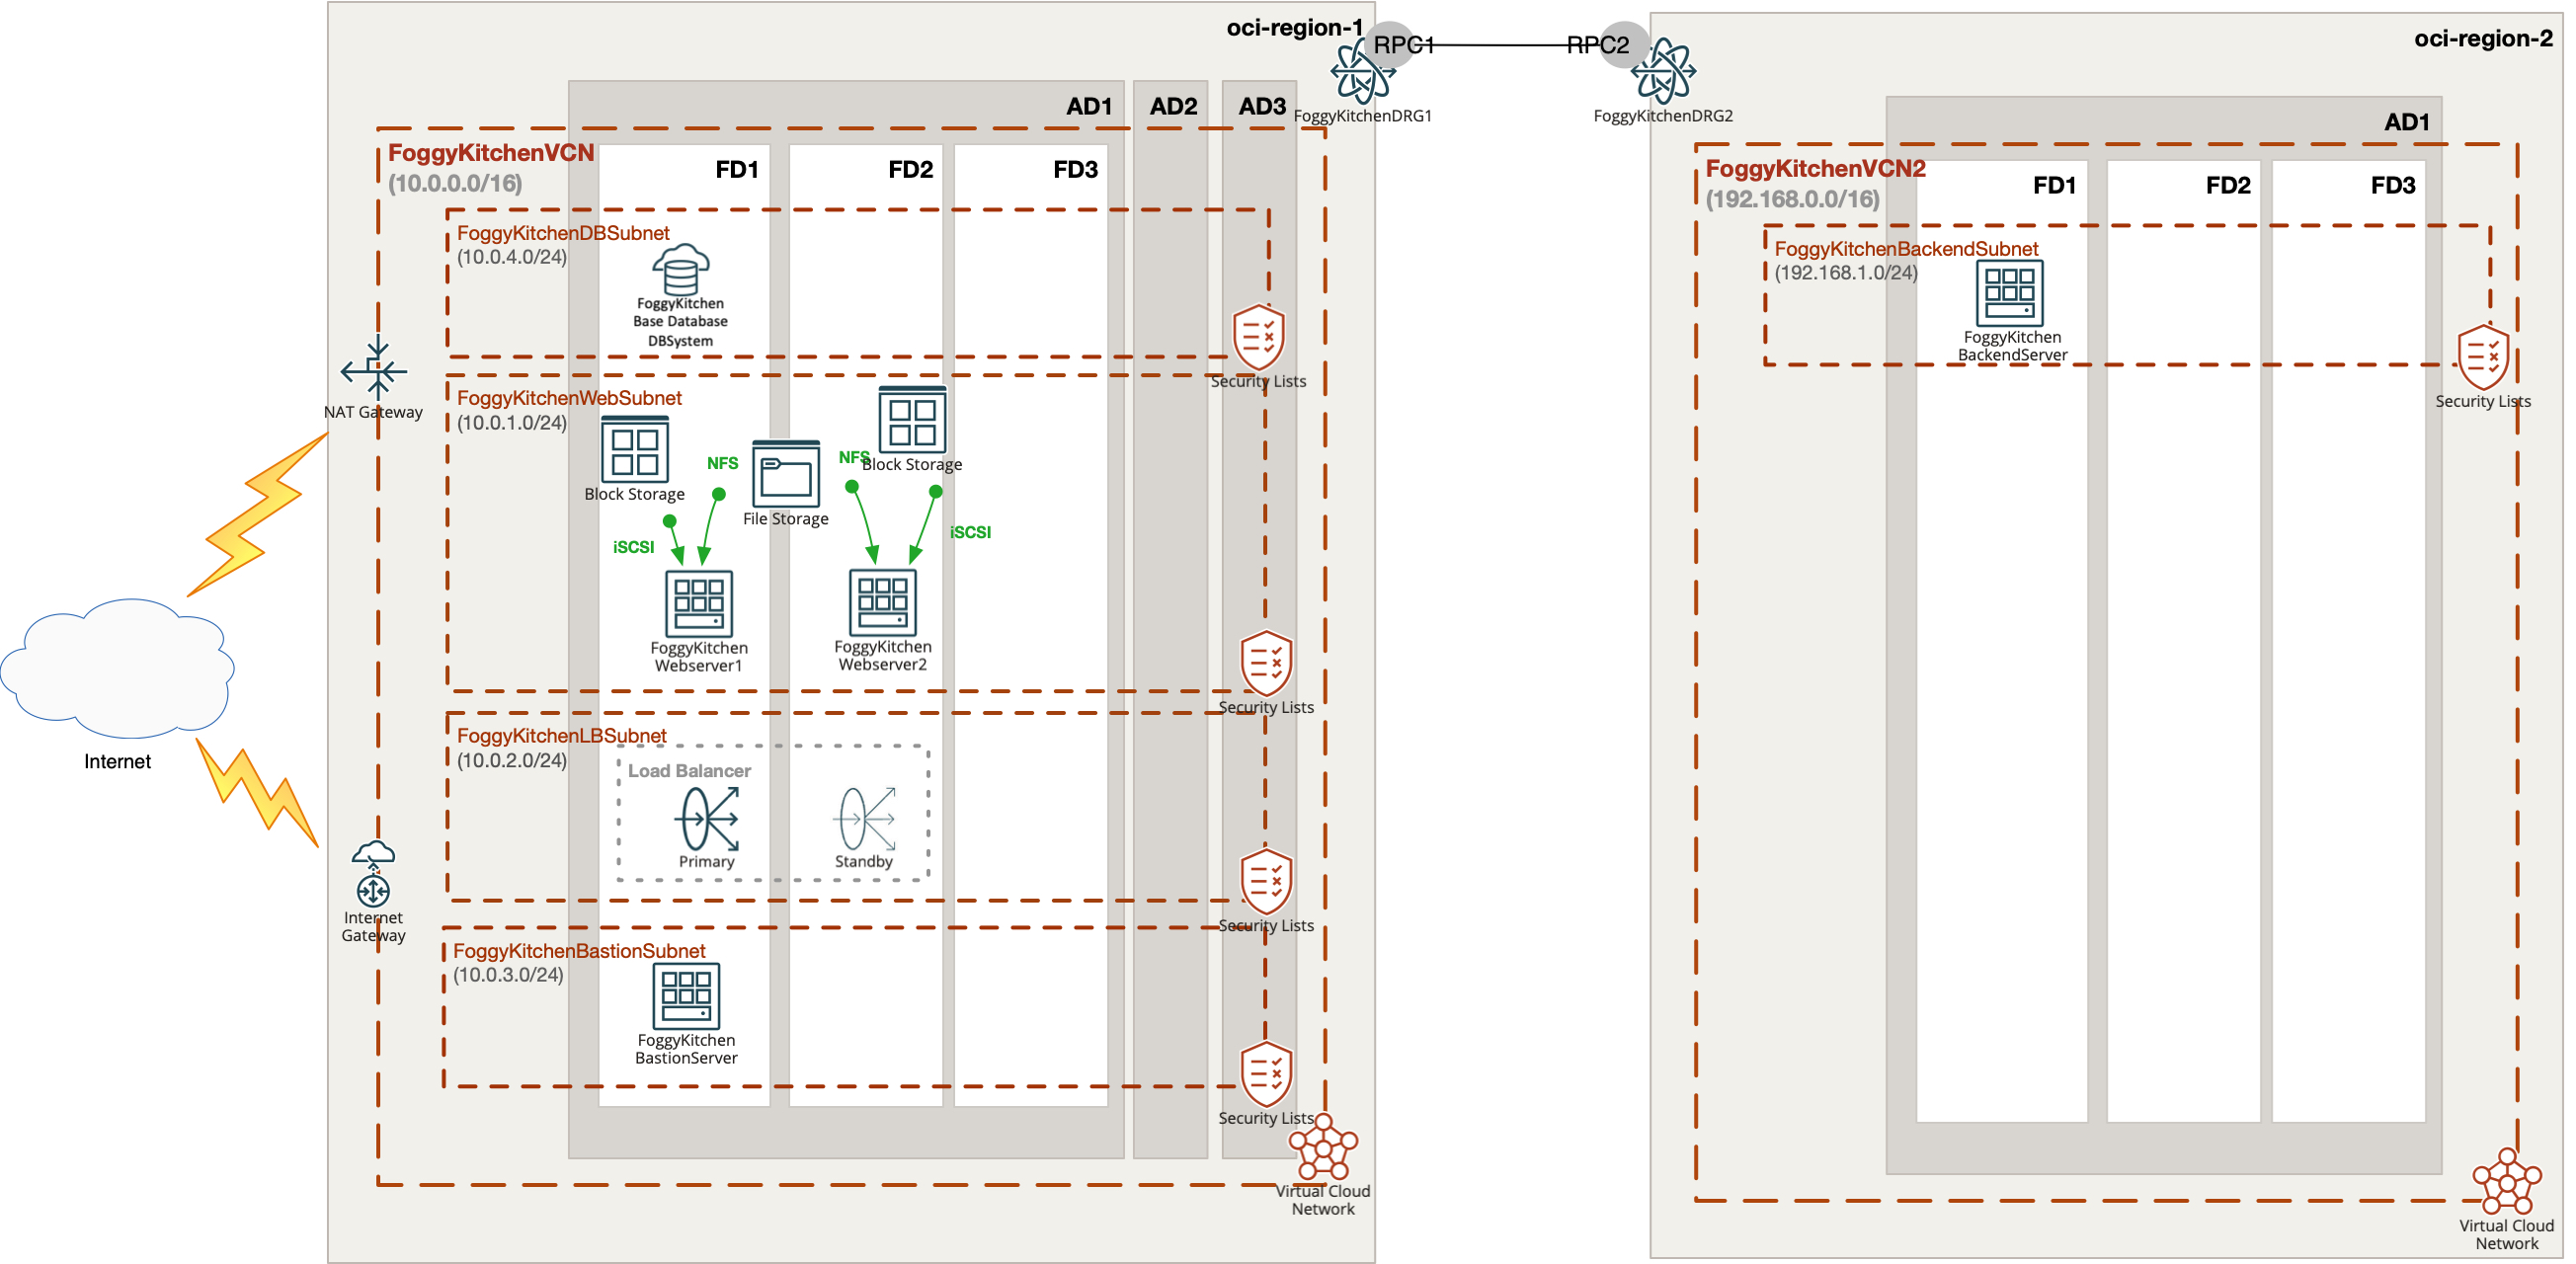 oci-region-1
RPC1
RPC2
oci-region-2
FoggyKitchenDRG1
FoggyKitchenDRG2
AD1
AD2
AD3
FoggyKitchenVCN
(10.0.0.0/16)
FD1
FD2
FD3
FoggyKitchenDBSubnet
(10.0.4.0/24)
FoggyKitchen
Base Database
DBSystem
Security Lists
NAT Gateway
FoggyKitchenWebSubnet
(10.0.1.0/24)
Block Storage
NFS
File Storage
NFS
Block Storage
iSCSI
iSCSI
FoggyKitchen
Webserver1
FoggyKitchen
Webserver2
Security Lists
Internet
FoggyKitchenLBSubnet
(10.0.2.0/24)
Load Balancer
Primary
Standby
Security Lists
Internet
Gateway
FoggyKitchenBastionSubnet
(10.0.3.0/24)
FoggyKitchen
BastionServer
Security Lists
Virtual Cloud
Network
AD1
FoggyKitchenVCN2
(192.168.0.0/16)
FD1
FD2
FD3
FoggyKitchenBackendSubnet
(192.168.1.0/24)
FoggyKitchen
BackendServer
Security Lists
Virtual Cloud
Network